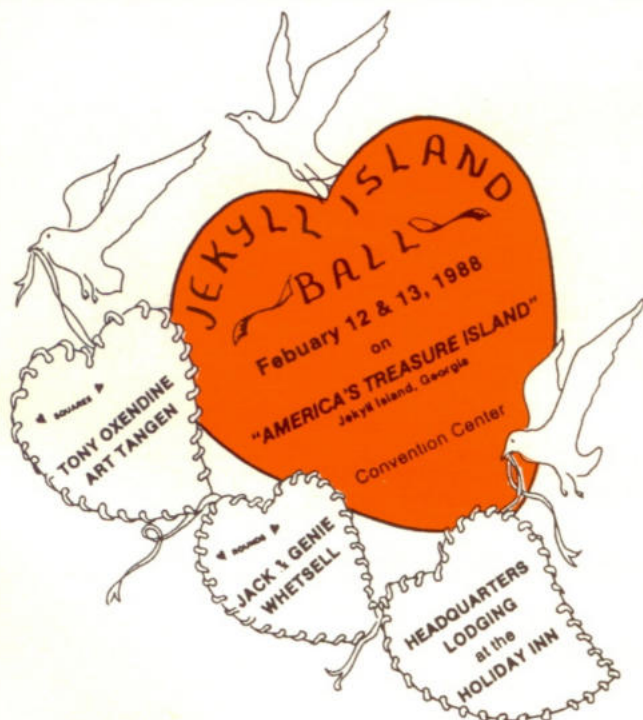 JEKYLL ISLAND
BALL
Febuary 12 & 13, 1988
on
"AMERICA'S TREASURE ISLAND"
Jekyll Island, Georgia
Convention Center
◄ SQUARES ►
TONY OXENDINE
ART TANGEN
◄ ROUNDS ►
JACK & GENIE
WHETSELL
HEADQUARTERS
LODGING
at the
HOLIDAY INN